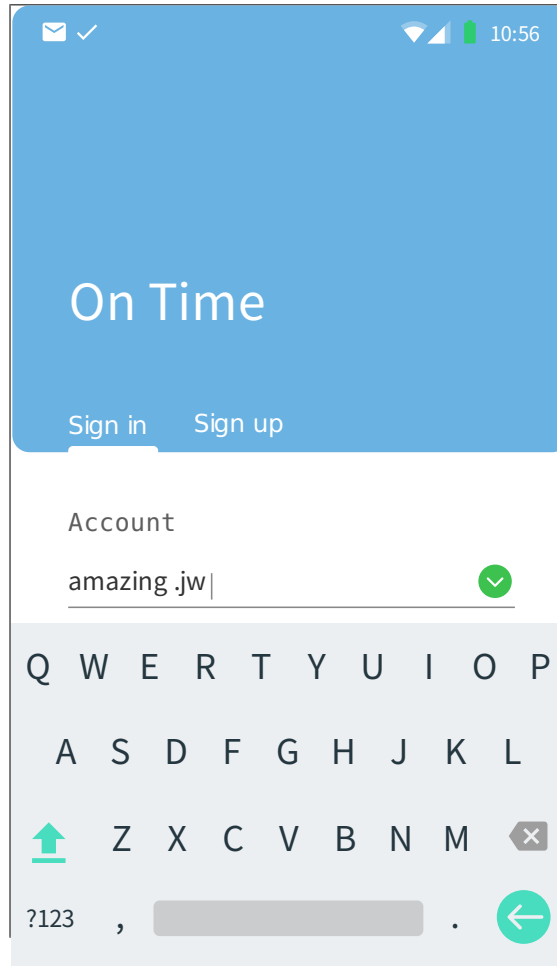 10:56
On Time
Sign in Sign up
Account
amazing .jw
Q W E R T Y U I O P
A S D F G H J K L
Z X C V B N M
?123 , .